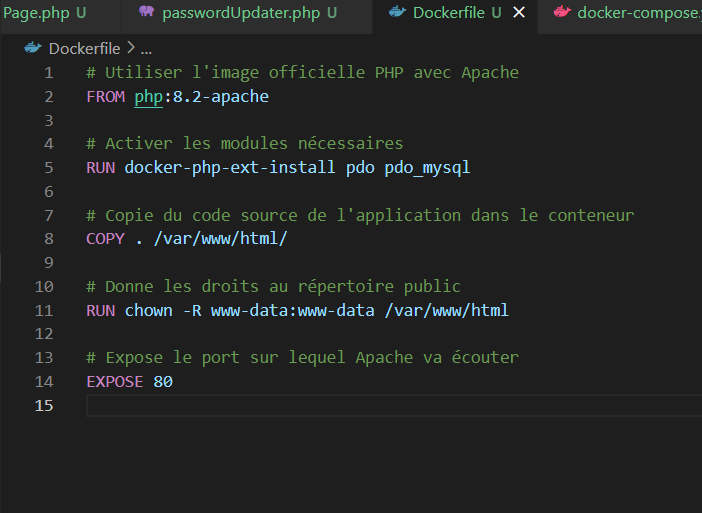 Page.php U passwordUpdater.php U Dockerfile U × docker-compose.y
Dockerfile > ...
1 # Utiliser l'image officielle PHP avec Apache
2 FROM php:8.2-apache
3
4 # Activer les modules nécessaires
5 RUN docker-php-ext-install pdo pdo_mysql
6
7 # Copie du code source de l'application dans le conteneur
8 COPY . /var/www/html/
9
10 # Donne les droits au répertoire public
11 RUN chown -R www-data:www-data /var/www/html
12
13 # Expose le port sur lequel Apache va écouter
14 EXPOSE 80
15